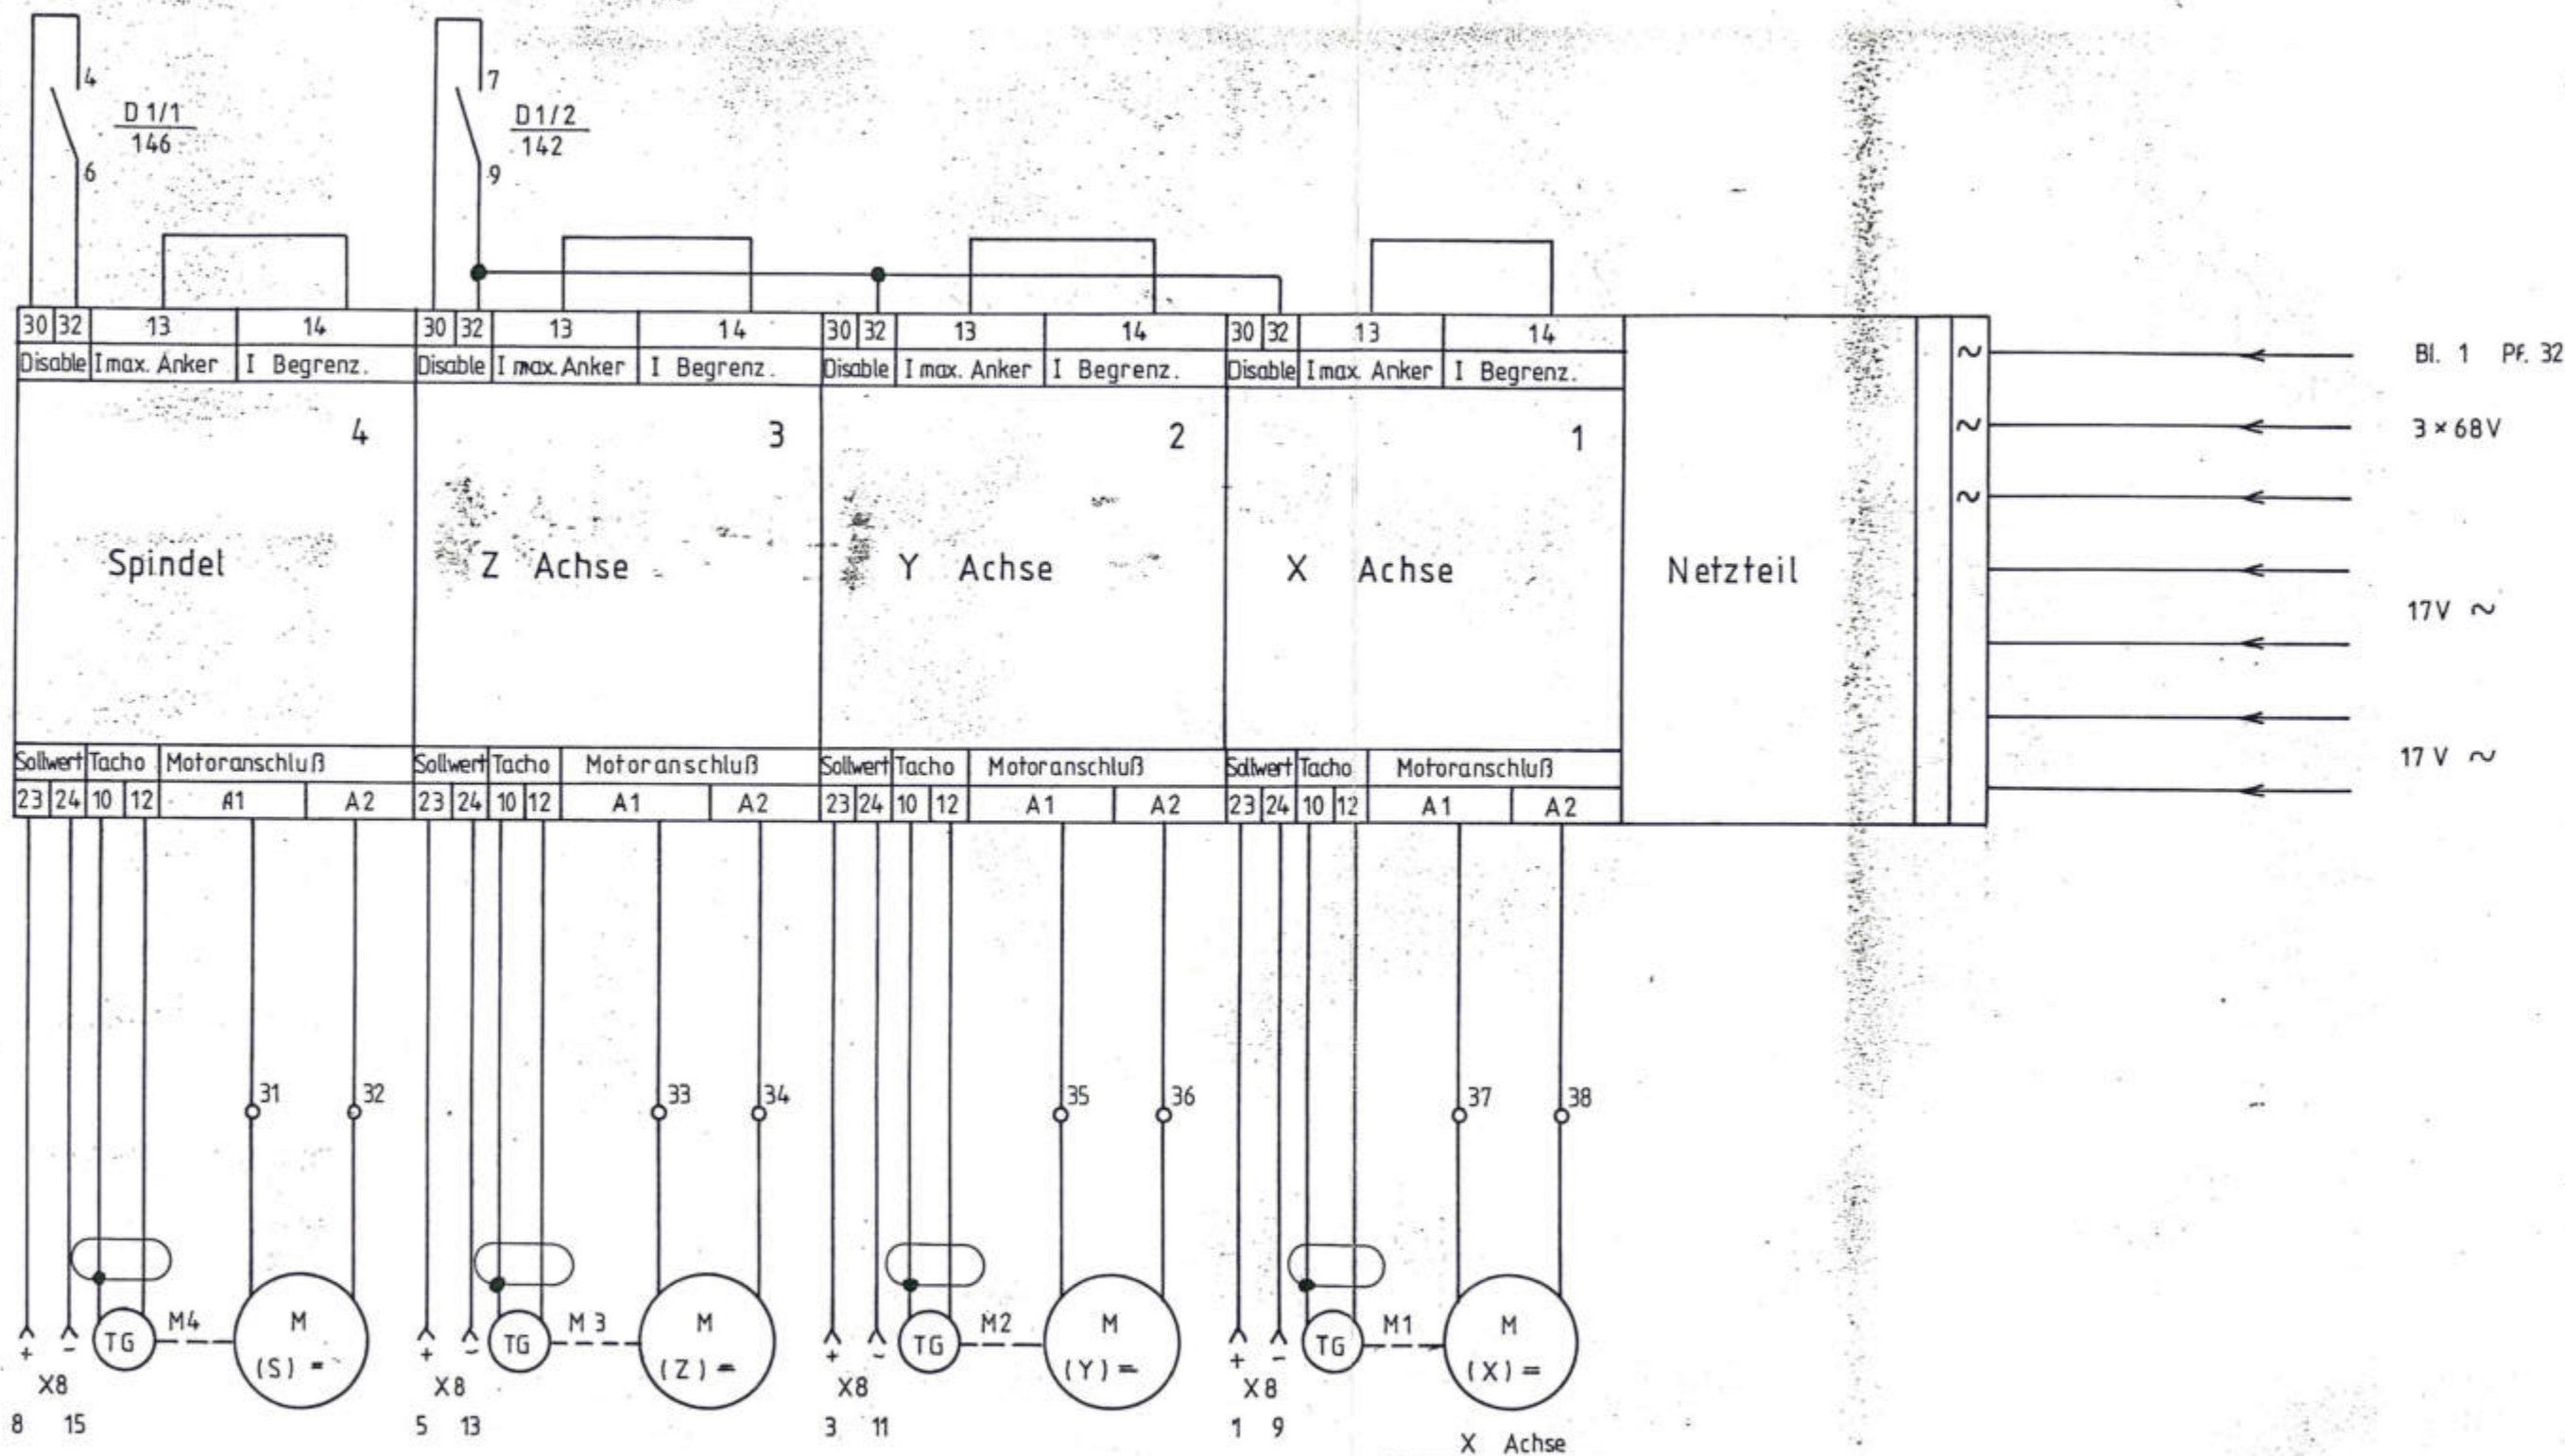 4 7
D 1/1 D 1/2
146 142
6 9
30 32 13 14 30 32 13 14 30 32 13 14 30 32 13 14
Disable I max. Anker I Begrenz. Disable I max. Anker I Begrenz. Disable I max. Anker I Begrenz. Disable I max. Anker I Begrenz. ~ Bl. 1 Pf. 32
4 3 2 1 ~ 3 × 68 V
~
Spindel Z Achse Y Achse X Achse Netzteil
17 V ~
Sollwert Tacho Motoranschluß Sollwert Tacho Motoranschluß Sollwert Tacho Motoranschluß Sollwert Tacho Motoranschluß 17 V ~
23 24 10 12 A1 A2 23 24 10 12 A1 A2 23 24 10 12 A1 A2 23 24 10 12 A1 A2
31 32 33 34 35 36 37 38
M4 M M3 M M2 M M1 M
+ - TG + - TG + - TG + - TG
(S) = (Z) = (Y) = (X) =
X8 X8 X8 X8
8 15 5 13 3 11 1 9
X Achse